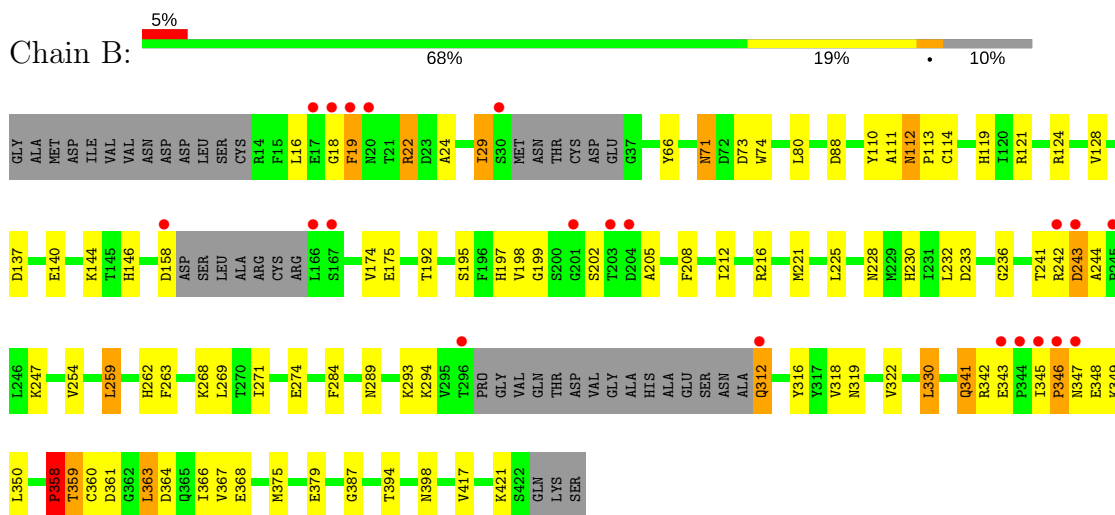 5%
Chain B:
68% 19% • 10%
GLY ALA MET ASP ILE VAL VAL ASN ASP ASP LEU SER CYS R14 F15 L16 E17 G18 F19 N20 T21 R22 D23 A24 I29 S30 MET ASN THR CYS ASP GLU G37 Y66 N71 D72 D73 W74 L80 D88 Y110 A111 N112 P113 C114 H119 I120 R121 R124 V128
D137 E140 K144 T145 H146 D158 ASP SER LEU ALA ARG CYS ARG L166 S167 V174 E175 T192 S195 F196 H197 V198 G199 S200 G201 S202 T203 D204 A205 F208 I212 R216 M221 L225 N228 M229 H230 I231 L232 D233 G236 T241 R242 D243 A244 P245
L246 K247 V254 L259 H262 F263 K268 L269 T270 I271 E274 F284 N289 K293 K294 V295 T296 PRO GLY VAL GLN THR ASP VAL GLY ALA HIS ALA GLU SER ASN ALA Q312 Y316 Y317 V318 N319 V322 L330 Q341 R342 E343 P344 I345 P346 N347 E348 K349
L350 P358 T359 C360 D361 G362 L363 D364 Q365 I366 V367 E368 M375 E379 G387 T394 N398 V417 K421 S422 GLN LYS SER